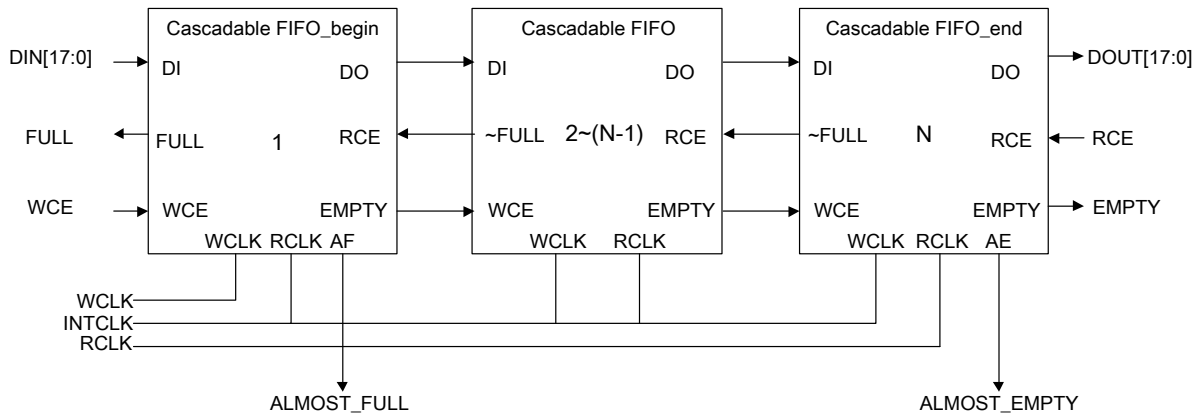 Cascadable FIFO_begin
Cascadable FIFO
Cascadable FIFO_end
DIN[17:0]
DI
DO
DI
DO
DI
DO
DOUT[17:0]
FULL
FULL
1
RCE
~FULL
2~(N-1)
RCE
~FULL
N
RCE
RCE
WCE
WCE
EMPTY
WCE
EMPTY
WCE
EMPTY
EMPTY
WCLK RCLK AF
WCLK RCLK
WCLK RCLK AE
WCLK
INTCLK
RCLK
ALMOST_FULL
ALMOST_EMPTY